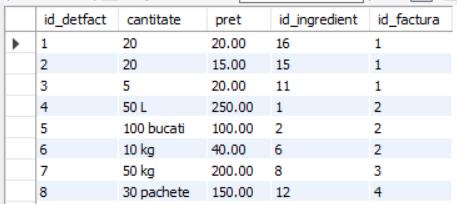 id_detfact cantitate pret id_ingredient id_factura
1 20 20.00 16 1
2 20 15.00 15 1
3 5 20.00 11 1
4 50 L 250.00 1 2
5 100 bucati 100.00 2 2
6 10 kg 40.00 6 2
7 50 kg 200.00 8 3
8 30 pachete 150.00 12 4